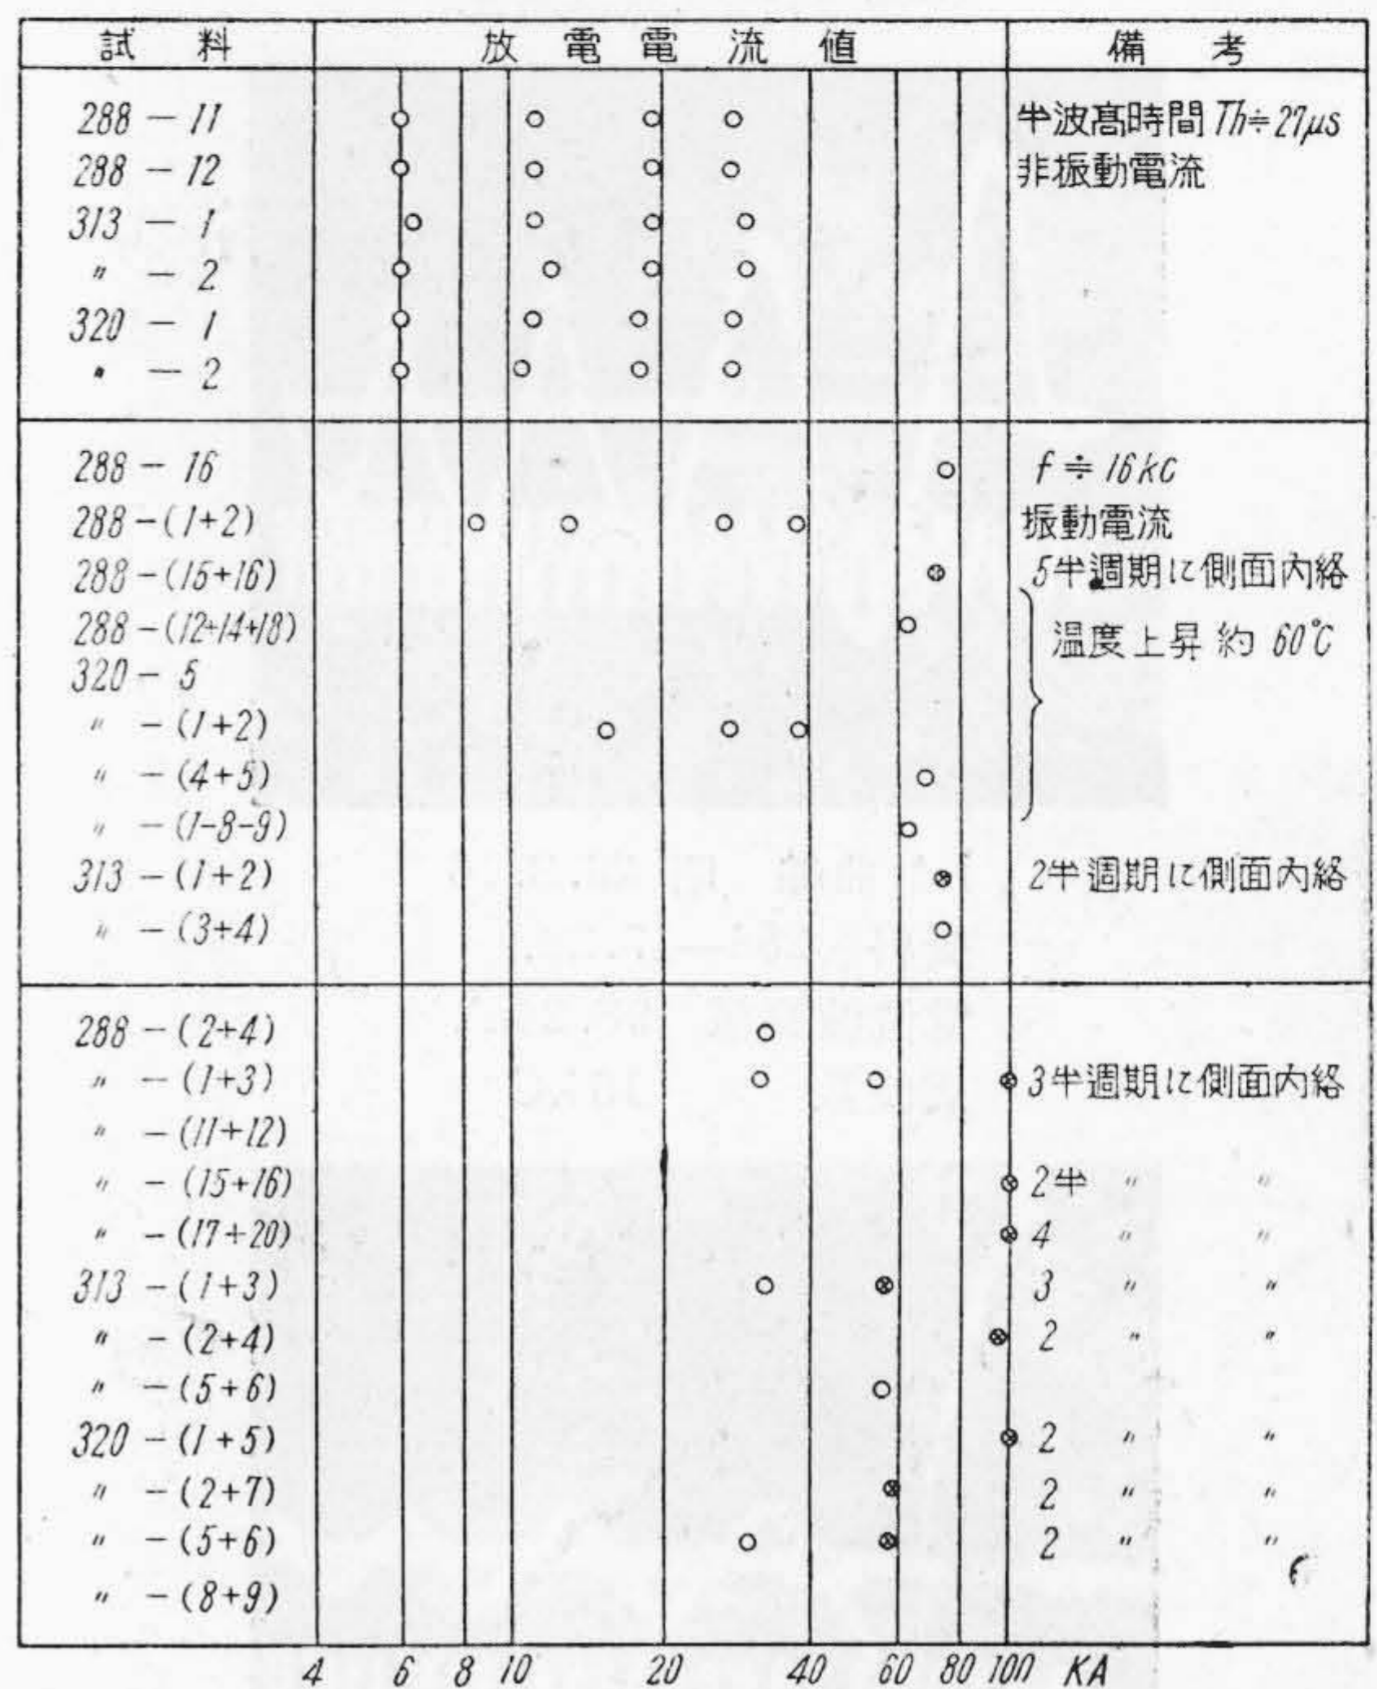 試料 放電電流値 備考
288-11 半波高時間 Th≒27μs
288-12 非振動電流
313-1
〃-2
320-1
〃-2
288-16 f≒16kc
288-(1+2) 振動電流
288-(15+16) 5半週期に側面内絡
288-(12+14+18) 温度上昇 約 60℃
320-5
〃-(1+2)
〃-(4+5)
〃-(1-8-9)
313-(1+2) 2半週期に側面内絡
〃-(3+4)
288-(2+4)
〃-(1+3) 3半週期に側面内絡
〃-(11+12)
〃-(15+16) 2半 〃 〃
〃-(17+20) 4 〃 〃
313-(1+3) 3 〃 〃
〃-(2+4) 2 〃 〃
〃-(5+6)
320-(1+5) 2 〃 〃
〃-(2+7) 2 〃 〃
〃-(5+6) 2 〃 〃
〃-(8+9)
4 6 8 10 20 40 60 80 100 KA